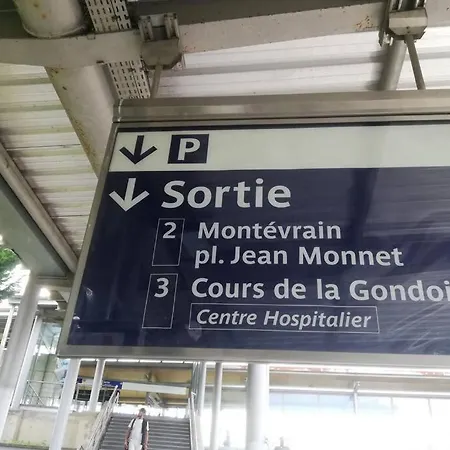 P
Sortie
2 Montévrain
pl. Jean Monnet
3 Cours de la Gondoi
Centre Hospitalier